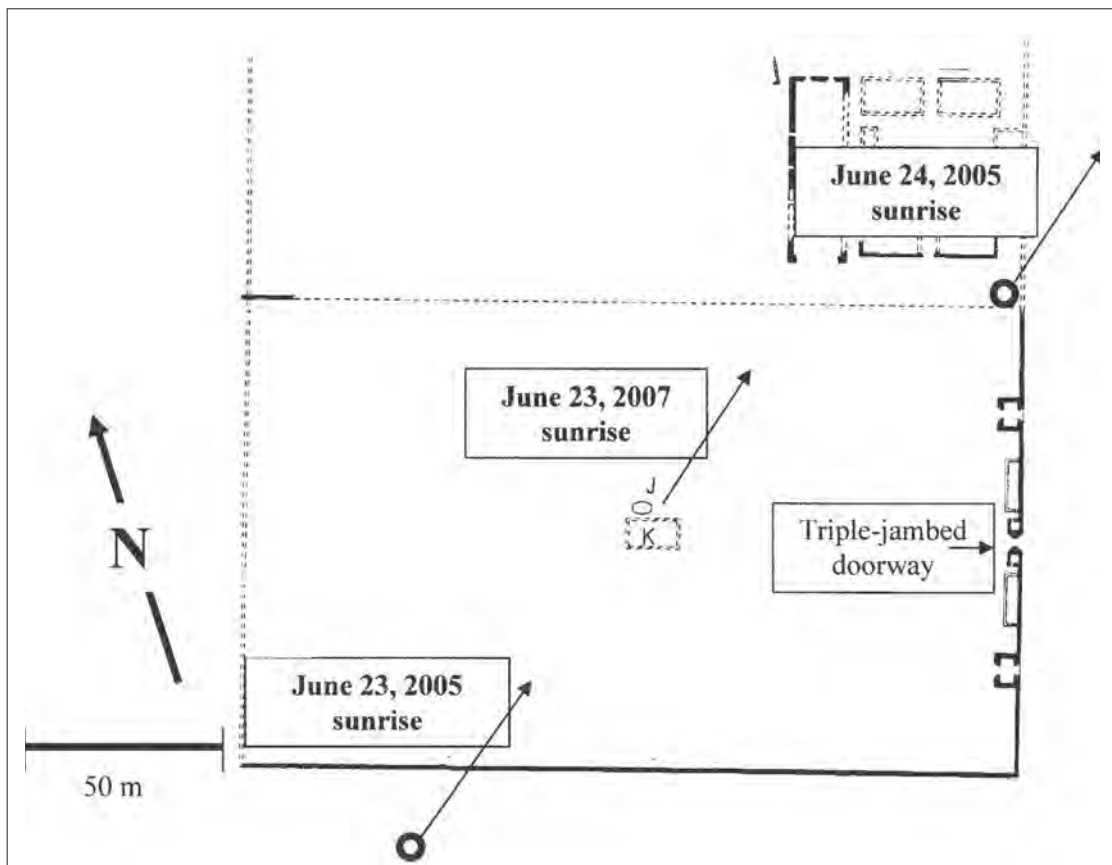 June 24, 2005
sunrise
June 23, 2007
sunrise
J
K
Triple-jambed
doorway
N
June 23, 2005
sunrise
50 m